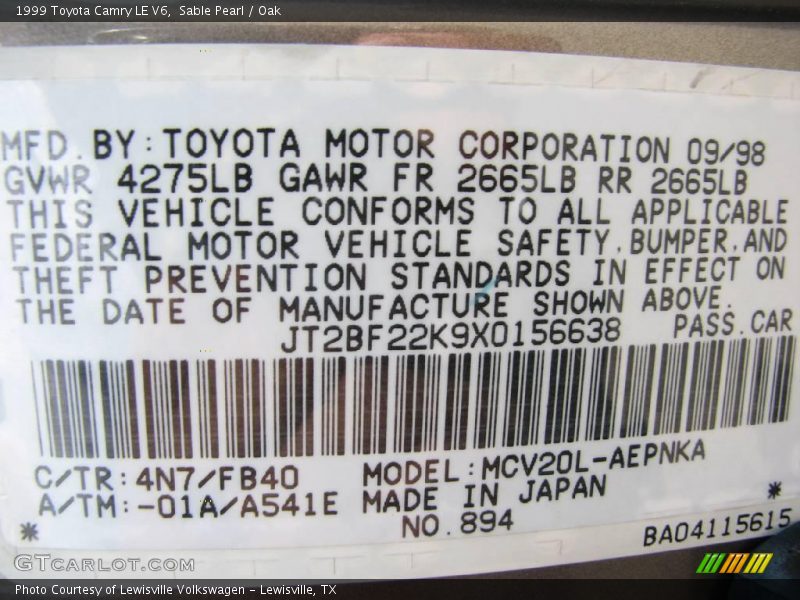 1999 Toyota Camry LE V6,  Sable Pearl / Oak
MFD.BY:TOYOTA MOTOR CORPORATION 09/98
GVWR 4275LB GAWR FR 2665LB RR 2665LB
THIS VEHICLE CONFORMS TO ALL APPLICABLE
FEDERAL MOTOR VEHICLE SAFETY,BUMPER,AND
THEFT PREVENTION STANDARDS IN EFFECT ON
THE DATE OF MANUFACTURE SHOWN ABOVE.
JT2BF22K9X0156638 PASS.CAR
C/TR:4N7/FB40 MODEL:MCV20L-AEPNKA
A/TM:-01A/A541E MADE IN JAPAN
* NO.894 *
BA04115615
GTCARLOT.COM
Photo Courtesy of Lewisville Volkswagen - Lewisville, TX